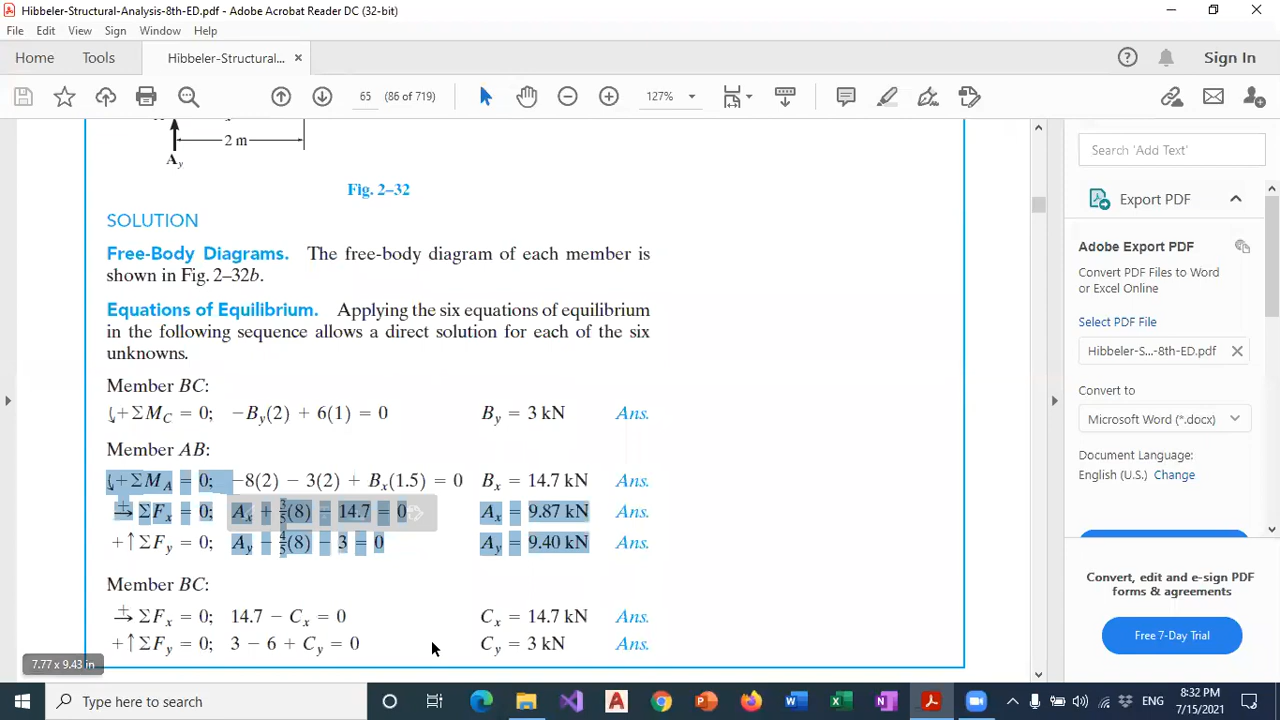 Hibbeler-Structural-Analysis-8th-ED.pdf - Adobe Acrobat Reader DC (32-bit)
File Edit View Sign Window Help
Home Tools Hibbeler-Structural... × Sign In
65 (86 of 719) 127%
2 m
A_y
Fig. 2–32
SOLUTION
Free-Body Diagrams. The free-body diagram of each member is
shown in Fig. 2–32b.
Equations of Equilibrium. Applying the six equations of equilibrium
in the following sequence allows a direct solution for each of the six
unknowns.
Member BC:
↓+ΣM_C = 0; −B_y(2) + 6(1) = 0 B_y = 3 kN Ans.
Member AB:
↓+ΣM_A = 0; −8(2) − 3(2) + B_x(1.5) = 0 B_x = 14.7 kN Ans.
+→ ΣF_x = 0; A_x + 3/5(8) − 14.7 = 0 A_x = 9.87 kN Ans.
+↑ΣF_y = 0; A_y − 4/5(8) − 3 = 0 A_y = 9.40 kN Ans.
Member BC:
+→ ΣF_x = 0; 14.7 − C_x = 0 C_x = 14.7 kN Ans.
+↑ΣF_y = 0; 3 − 6 + C_y = 0 C_y = 3 kN Ans.
7.77 x 9.43 in
Search 'Add Text'
Export PDF
Adobe Export PDF
Convert PDF Files to Word
or Excel Online
Select PDF File
Hibbeler-S...-8th-ED.pdf ×
Convert to
Microsoft Word (*.docx)
Document Language:
English (U.S.) Change
Convert, edit and e-sign PDF
forms & agreements
Free 7-Day Trial
Type here to search
ENG
8:32 PM
7/15/2021